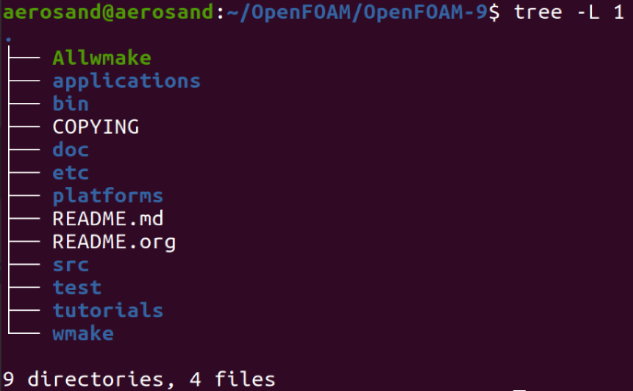 aerosand@aerosand:~/OpenFOAM/OpenFOAM-9$ tree -L 1
.
├── Allwmake
├── applications
├── bin
├── COPYING
├── doc
├── etc
├── platforms
├── README.md
├── README.org
├── src
├── test
├── tutorials
└── wmake

9 directories, 4 files